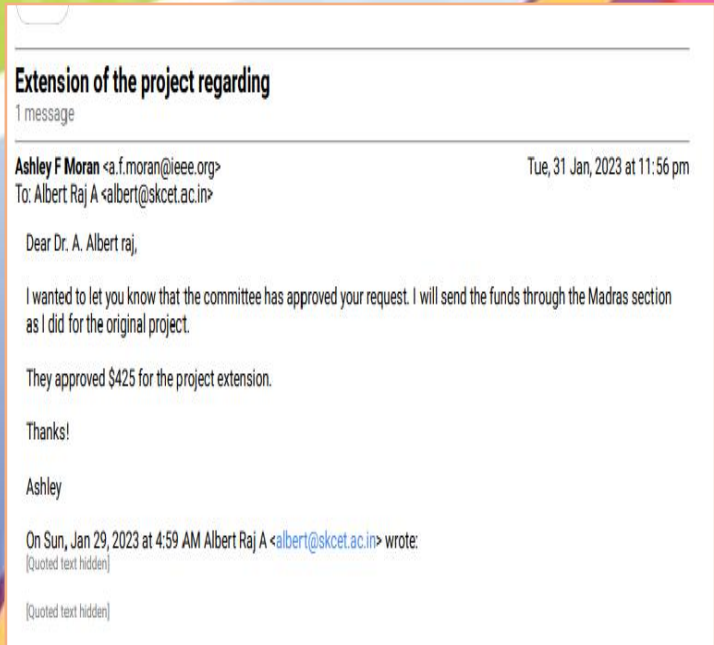 Extension of the project regarding
1 message
Ashley F Moran <a.f.moran@ieee.org>
Tue, 31 Jan, 2023 at 11:56 pm
To: Albert Raj A <albert@skcet.ac.in>
Dear Dr. A. Albert raj,
I wanted to let you know that the committee has approved your request. I will send the funds through the Madras section
as I did for the original project.
They approved $425 for the project extension.
Thanks!
Ashley
On Sun, Jan 29, 2023 at 4:59 AM Albert Raj A <albert@skcet.ac.in> wrote:
[Quoted text hidden]
[Quoted text hidden]